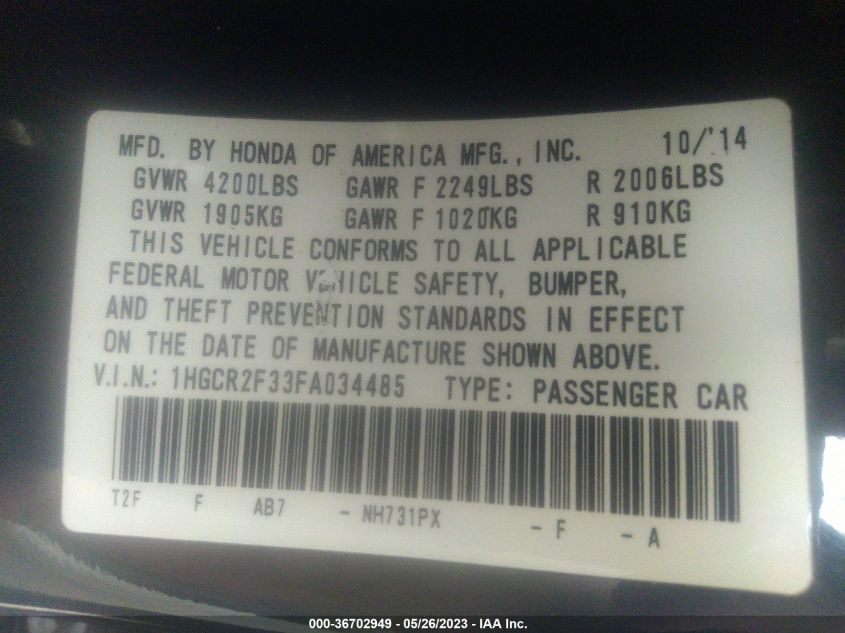 MFD. BY HONDA OF AMERICA MFG., INC. 10/'14
GVWR 4200LBS GAWR F 2249LBS R 2006LBS
GVWR 1905KG GAWR F 1020KG R 910KG
THIS VEHICLE CONFORMS TO ALL APPLICABLE
FEDERAL MOTOR VEHICLE SAFETY, BUMPER,
AND THEFT PREVENTION STANDARDS IN EFFECT
ON THE DATE OF MANUFACTURE SHOWN ABOVE.
V.I.N.: 1HGCR2F33FA034485 TYPE: PASSENGER CAR
T2F F AB7 - NH731PX - F - A
000-36702949 - 05/26/2023 - IAA Inc.